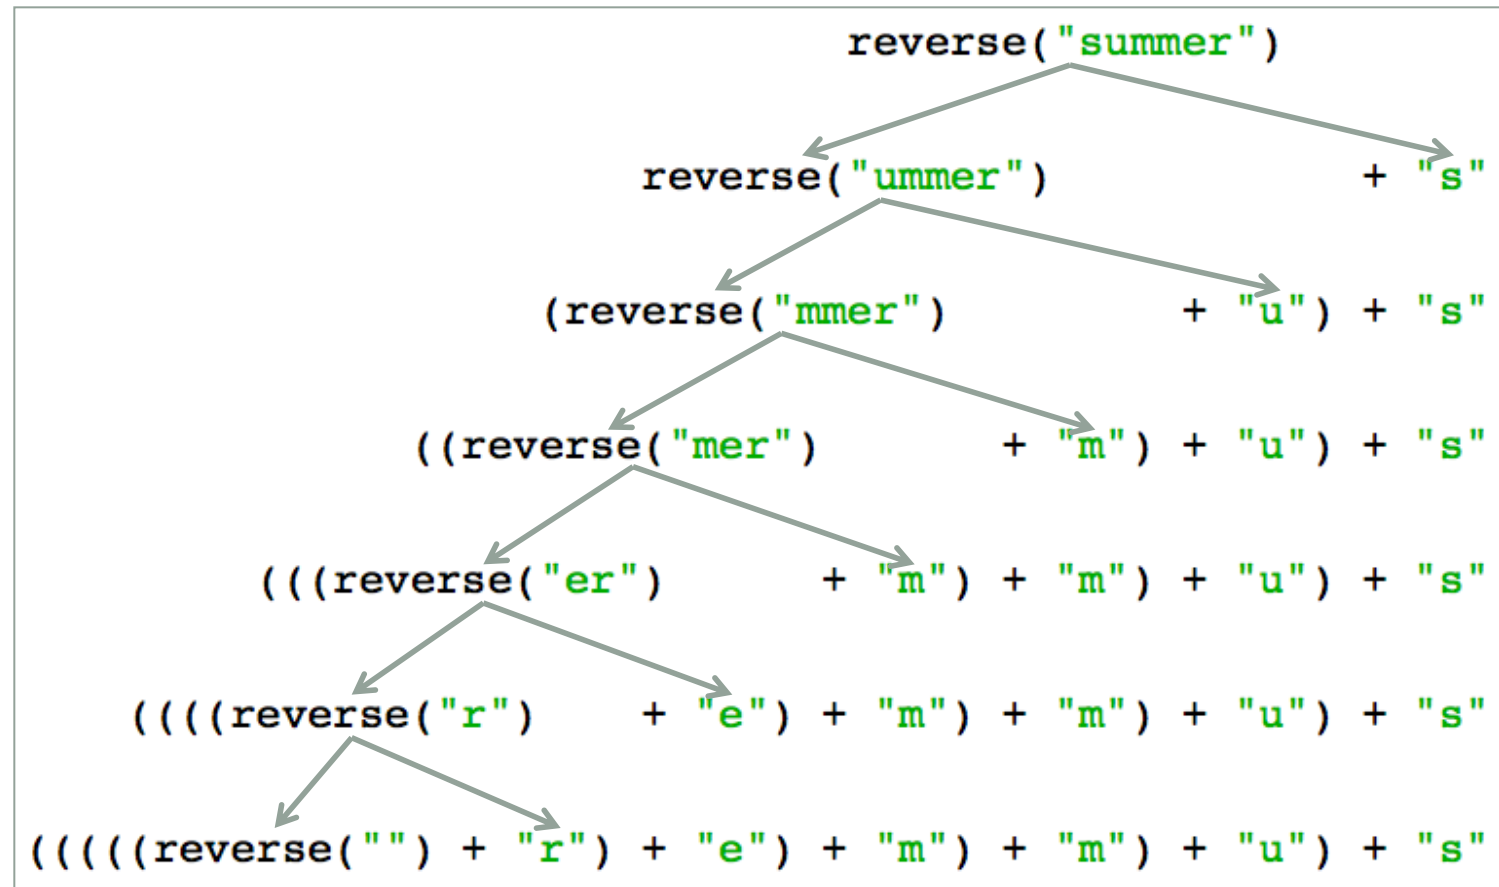 reverse("summer")
reverse("ummer") + "s"
(reverse("mmer") + "u") + "s"
((reverse("mer") + "m") + "u") + "s"
(((reverse("er") + "m") + "m") + "u") + "s"
((((reverse("r") + "e") + "m") + "m") + "u") + "s"
(((((reverse("") + "r") + "e") + "m") + "m") + "u") + "s"